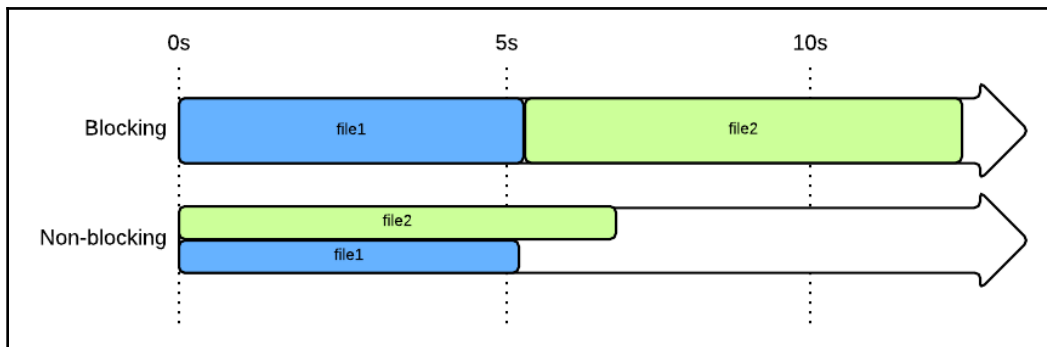 0s 5s 10s
Blocking file1 file2
file2
Non-blocking
file1